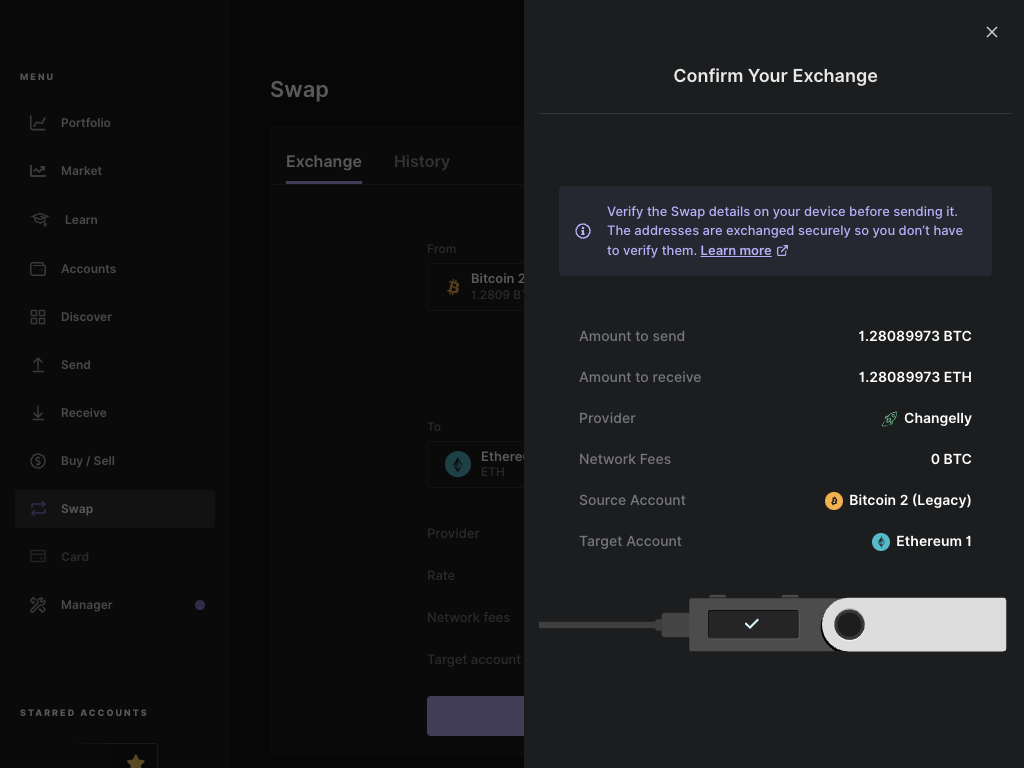 MENU
Portfolio
Market
Learn
Accounts
Discover
Send
Receive
Buy / Sell
Swap
Card
Manager
STARRED ACCOUNTS
Swap
Exchange
History
From
Bitcoin 2
1.2809
To
ETH
Provider
Rate
Network fees
Target account
Confirm Your Exchange
Verify the Swap details on your device before sending it.
The addresses are exchanged securely so you don't have
to verify them. Learn more
Amount to send 1.28089973 BTC
Amount to receive 1.28089973 ETH
Provider Changelly
Network Fees 0 BTC
Source Account Bitcoin 2 (Legacy)
Target Account Ethereum 1